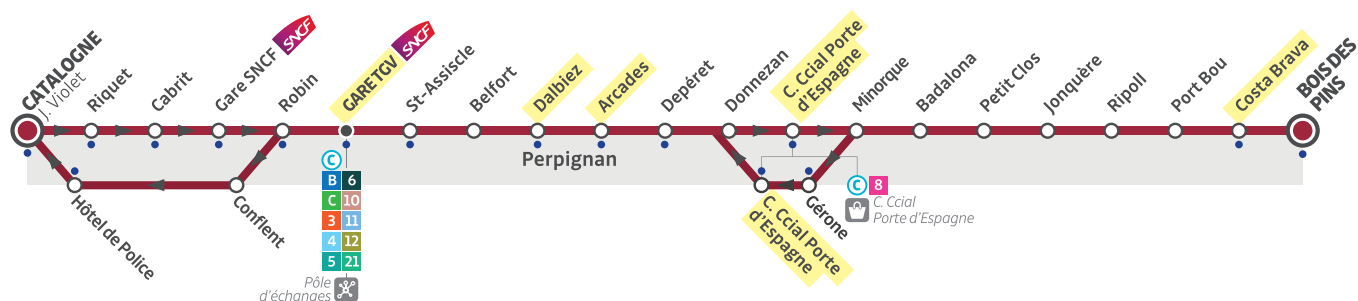 CATALOGNE
J. Violet
Riquet
Cabrit
Gare SNCF
SNCF
Robin
GARE TGV
SNCF
St-Assiscle
Belfort
Dalbiez
Arcades
Depéret
Donnezan
C. Ccial Porte
d'Espagne
Minorque
Badalona
Petit Clos
Jonquère
Ripoll
Port Bou
Costa Brava
BOIS DES
PINS
Perpignan
Hôtel de Police
Conflent
C
B 6
C 10
3 11
4 12
5 21
Pôle
d'échanges
C. Ccial Porte
d'Espagne
Gérone
C 8
C. Ccial
Porte d'Espagne